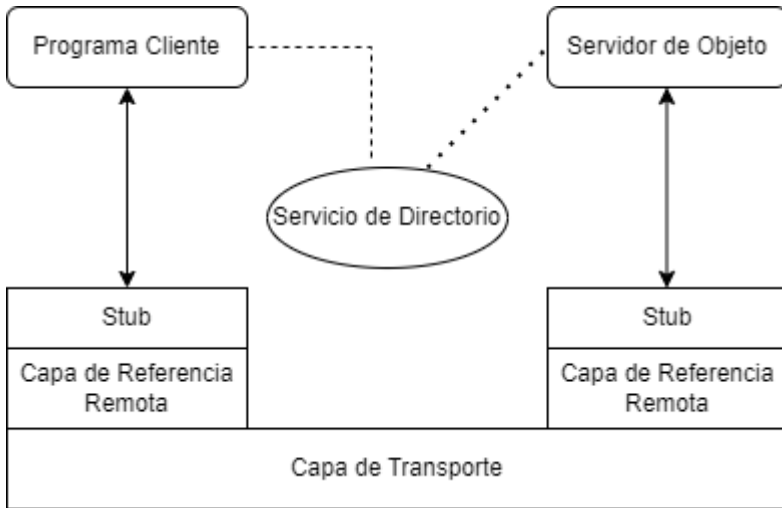 Programa Cliente
Servidor de Objeto
Servicio de Directorio
Stub
Stub
Capa de Referencia
Remota
Capa de Referencia
Remota
Capa de Transporte